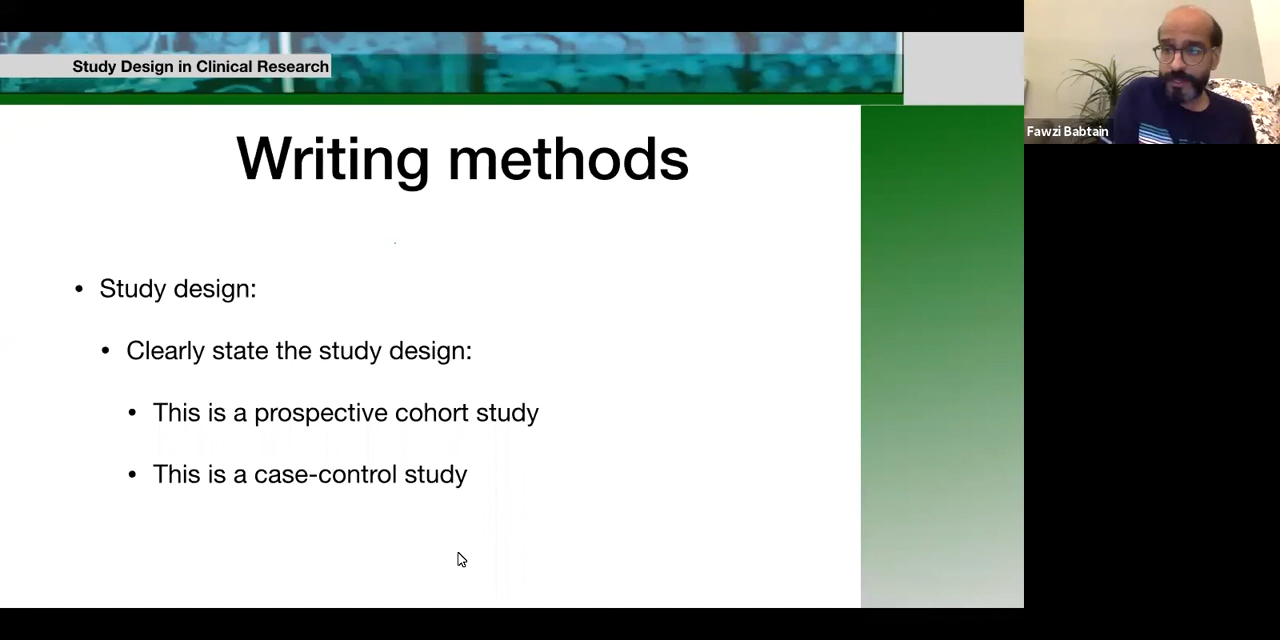 Study Design in Clinical Research
Fawzi Babtain
Writing methods
• Study design:
• Clearly state the study design:
• This is a prospective cohort study
• This is a case-control study